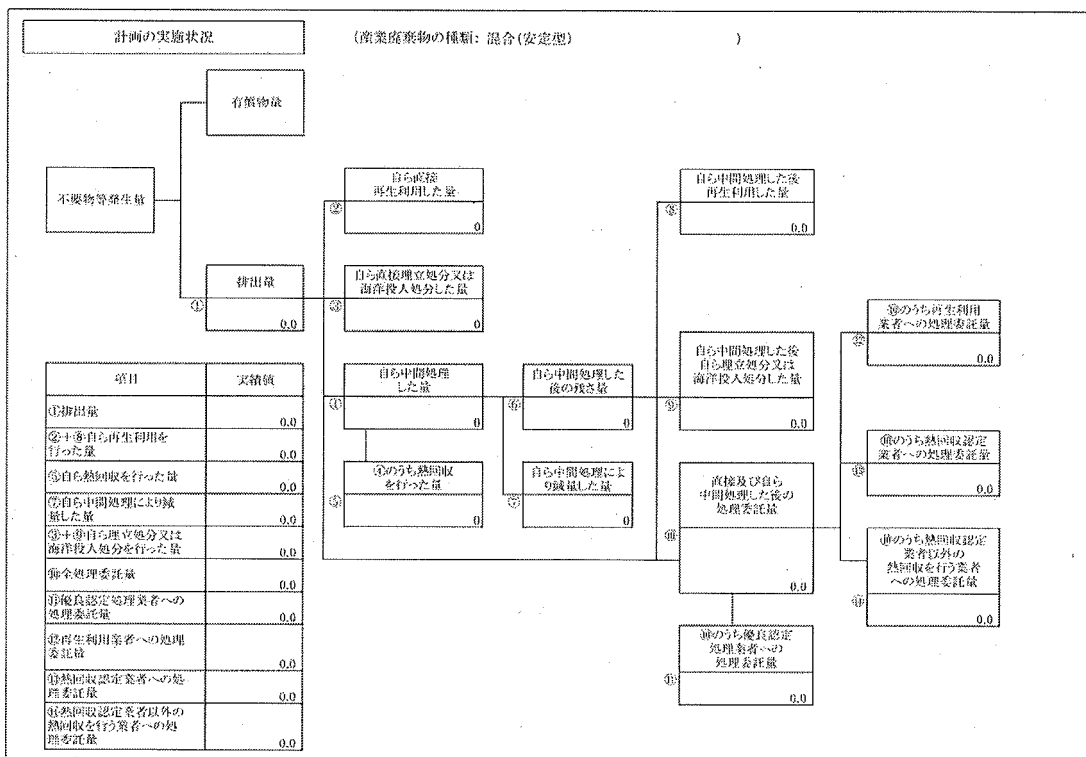 計画の実施状況
(産業廃棄物の種類: 混合(安定型)                    )
有償物量
不要物等発生量
①
排出量
0.0
②
自ら直接
再生利用した量
0
③
自ら直接埋立処分又は
海洋投入処分した量
0
④
自ら中間処理
した量
0
⑤
④のうち熱回収
を行った量
0
⑥
自ら中間処理した
後の残さ量
0
⑦
自ら中間処理によ
り減量した量
0
⑧
自ら中間処理した後
再生利用した量
0.0
⑨
自ら中間処理した後
自ら埋立処分又は
海洋投入処分した量
0.0
⑩
直接及び自ら
中間処理した後の
処理委託量
0.0
⑪
⑩のうち優良認定
処理業者への
処理委託量
0.0
⑫
⑩のうち再生利用
業者への処理委託量
0.0
⑬
⑩のうち熱回収認定
業者への処理委託量
0.0
⑭
⑩のうち熱回収認定
業者以外の
熱回収を行う業者
への処理委託量
0.0
項目 実績値
①排出量 0.0
②+⑧自ら再生利用を
行った量 0.0
⑤自ら熱回収を行った量 0.0
⑦自ら中間処理により減
量した量 0.0
③+⑨自ら埋立処分又は
海洋投入処分を行った量 0.0
⑩全処理委託量 0.0
⑪優良認定処理業者への
処理委託量 0.0
⑫再生利用業者への処理
委託量 0.0
⑬熱回収認定業者への処
理委託量 0.0
⑭熱回収認定業者以外の
熱回収を行う業者への処
理委託量 0.0